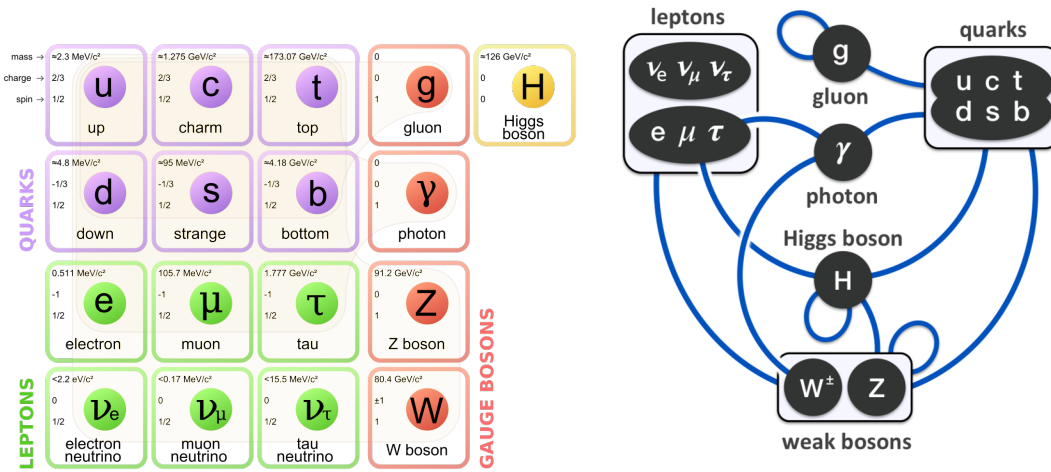 mass → ≈2.3 MeV/c² ≈1.275 GeV/c² ≈173.07 GeV/c² 0 ≈126 GeV/c²
charge → 2/3 2/3 2/3 0 0
spin → 1/2 1/2 1/2 1 0
u c t g H
up charm top gluon Higgs
boson
≈4.8 MeV/c² ≈95 MeV/c² ≈4.18 GeV/c² 0
-1/3 -1/3 -1/3 0
1/2 1/2 1/2 1
d s b γ
down strange bottom photon
QUARKS
0.511 MeV/c² 105.7 MeV/c² 1.777 GeV/c² 91.2 GeV/c²
-1 -1 -1 0
1/2 1/2 1/2 1
e μ τ Z
electron muon tau Z boson
<2.2 eV/c² <0.17 MeV/c² <15.5 MeV/c² 80.4 GeV/c²
0 0 0 ±1
1/2 1/2 1/2 1
νe νμ ντ W
electron muon tau W boson
neutrino neutrino neutrino
LEPTONS
GAUGE BOSONS
leptons
νe νμ ντ
e μ τ
g
gluon
quarks
u c t
d s b
γ
photon
Higgs boson
H
W± Z
weak bosons